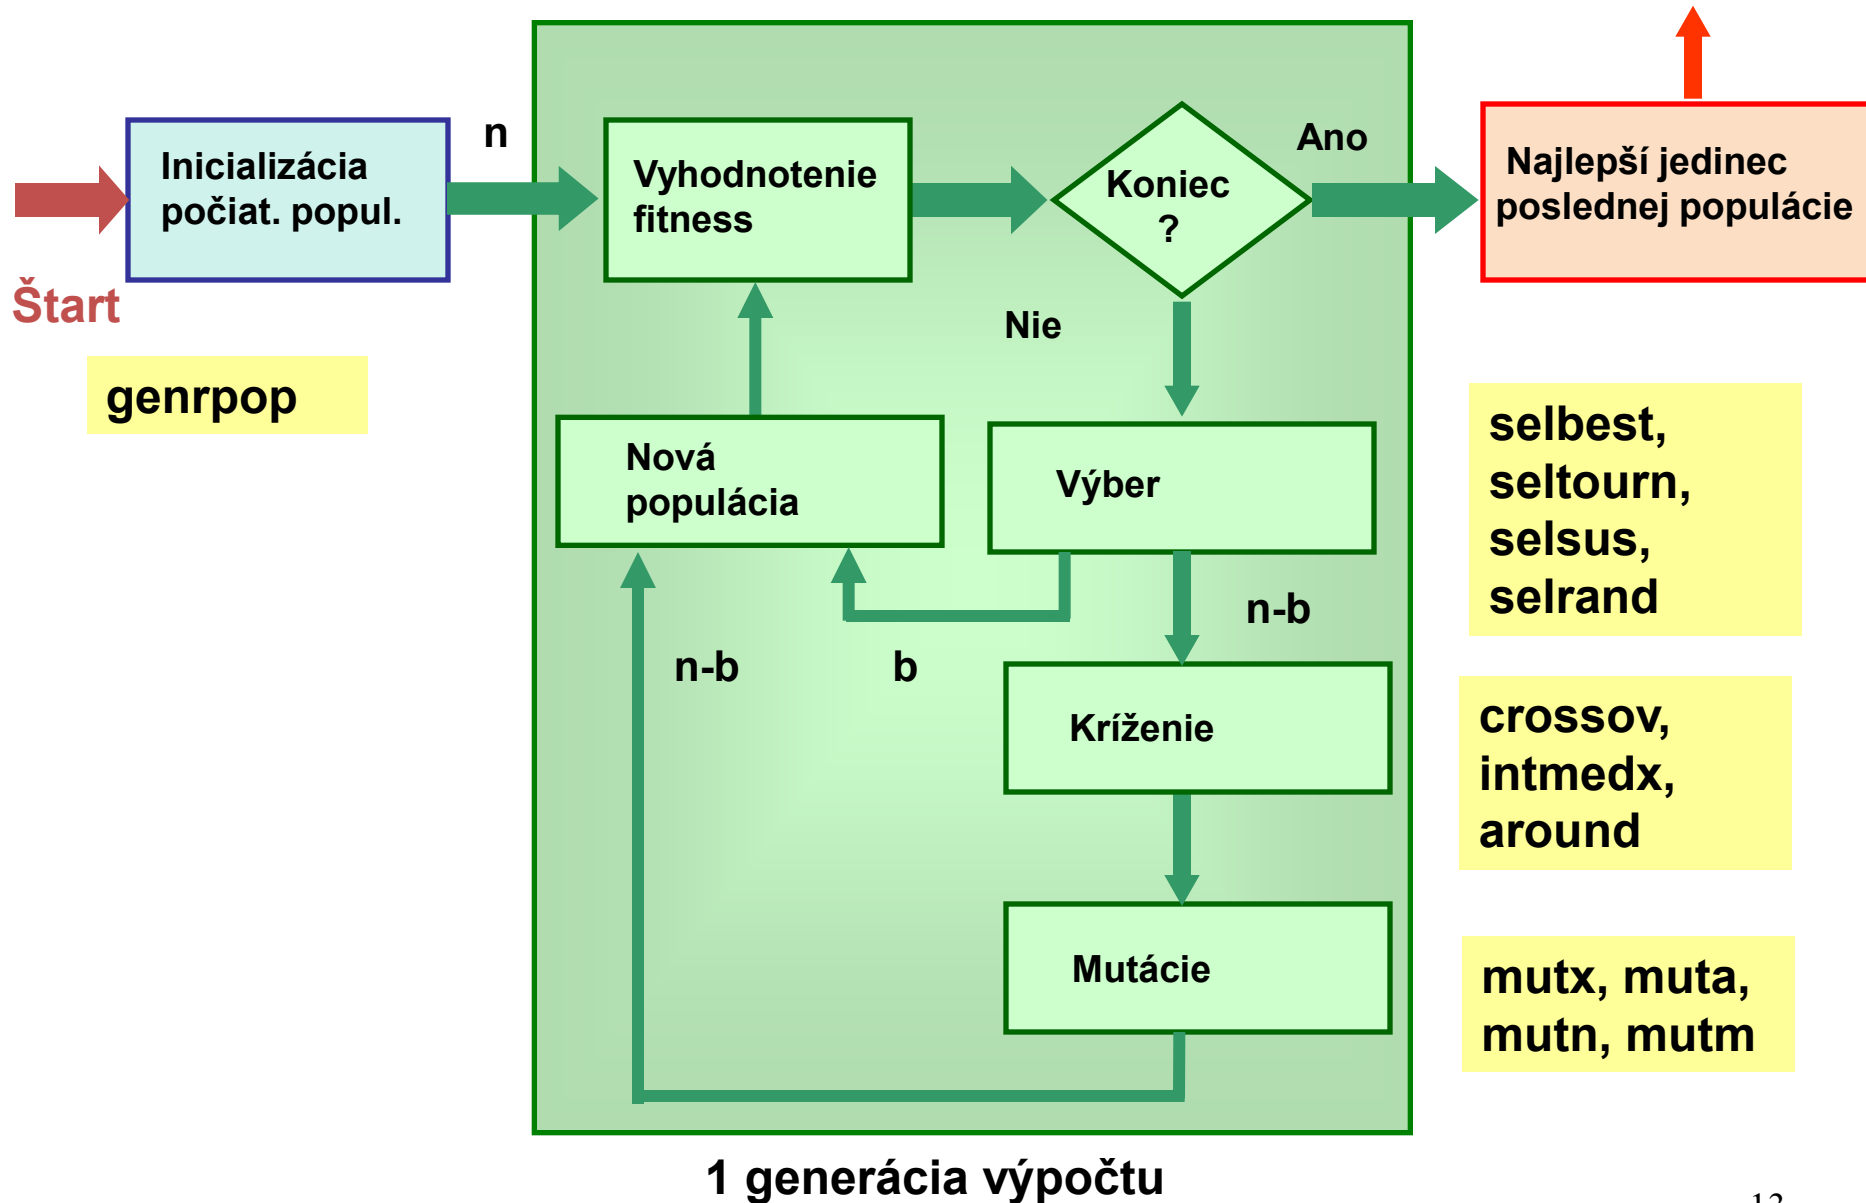 Štart
Inicializácia
počiat. popul.
genrpop
n
Vyhodnotenie
fitness
Koniec
?
Ano
Nie
Najlepší jedinec
poslednej populácie
Nová
populácia
Výber
n-b
b
n-b
Kríženie
Mutácie
selbest,
seltourn,
selsus,
selrand
crossov,
intmedx,
around
mutx, muta,
mutn, mutm
1 generácia výpočtu